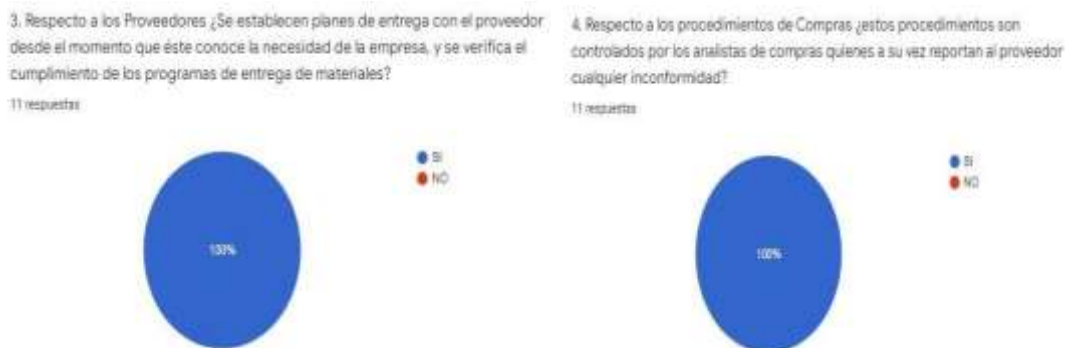 3. Respecto a los Proveedores ¿Se establecen planes de entrega con el proveedor
desde el momento que éste conoce la necesidad de la empresa, y se verifica el
cumplimiento de los programas de entrega de materiales?
11 respuestas
SI
NO
100%
4. Respecto a los procedimientos de Compras ¿estos procedimientos son
controlados por los analistas de compras quienes a su vez reportan al proveedor
cualquier inconformidad?
11 respuestas
SI
NO
100%